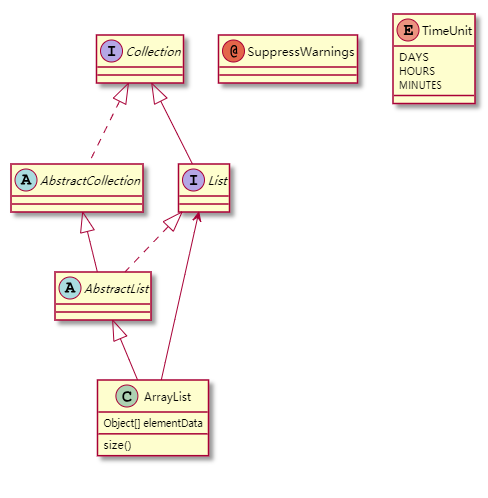 I Collection
@ SuppressWarnings
E TimeUnit
DAYS
HOURS
MINUTES
A AbstractCollection
I List
A AbstractList
C ArrayList
Object[] elementData
size()